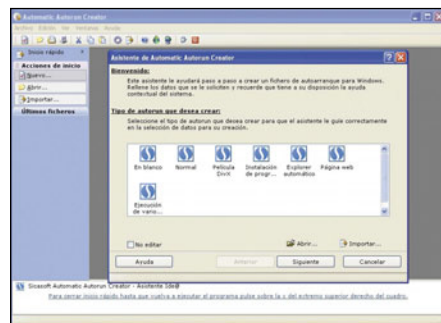 Automatic Autorun Creator
Archivo Edición Ver Ventanas Ayuda
Inicio rápido
Acciones de inicio
Nuevo...
Abrir...
Importar...
Últimos ficheros
Asistente de Automatic Autorun Creator
Bienvenido:
Este asistente le ayudará paso a paso a crear un fichero de autoarranque para Windows.
Rellene los datos que se le soliciten y recuerde que tiene a su disposición la ayuda
contextual del sistema.
Tipo de autorun que desea crear:
Seleccione el tipo de autorun que desea crear para que el asistente le guíe correctamente
en la selección de datos para su creación.
En blanco
Normal
Película DivX
Instalación de progr...
Explorer automático
Página web
Ejecución de vario...
No editar
Abrir...
Importar...
Ayuda
Anterior
Siguiente
Cancelar
Sicasoft Automatic Autorun Creator - Asistente
Para cerrar inicio rápido hasta que vuelva a ejecutar el programa pulse sobre la x del extremo superior derecho del cuadro.